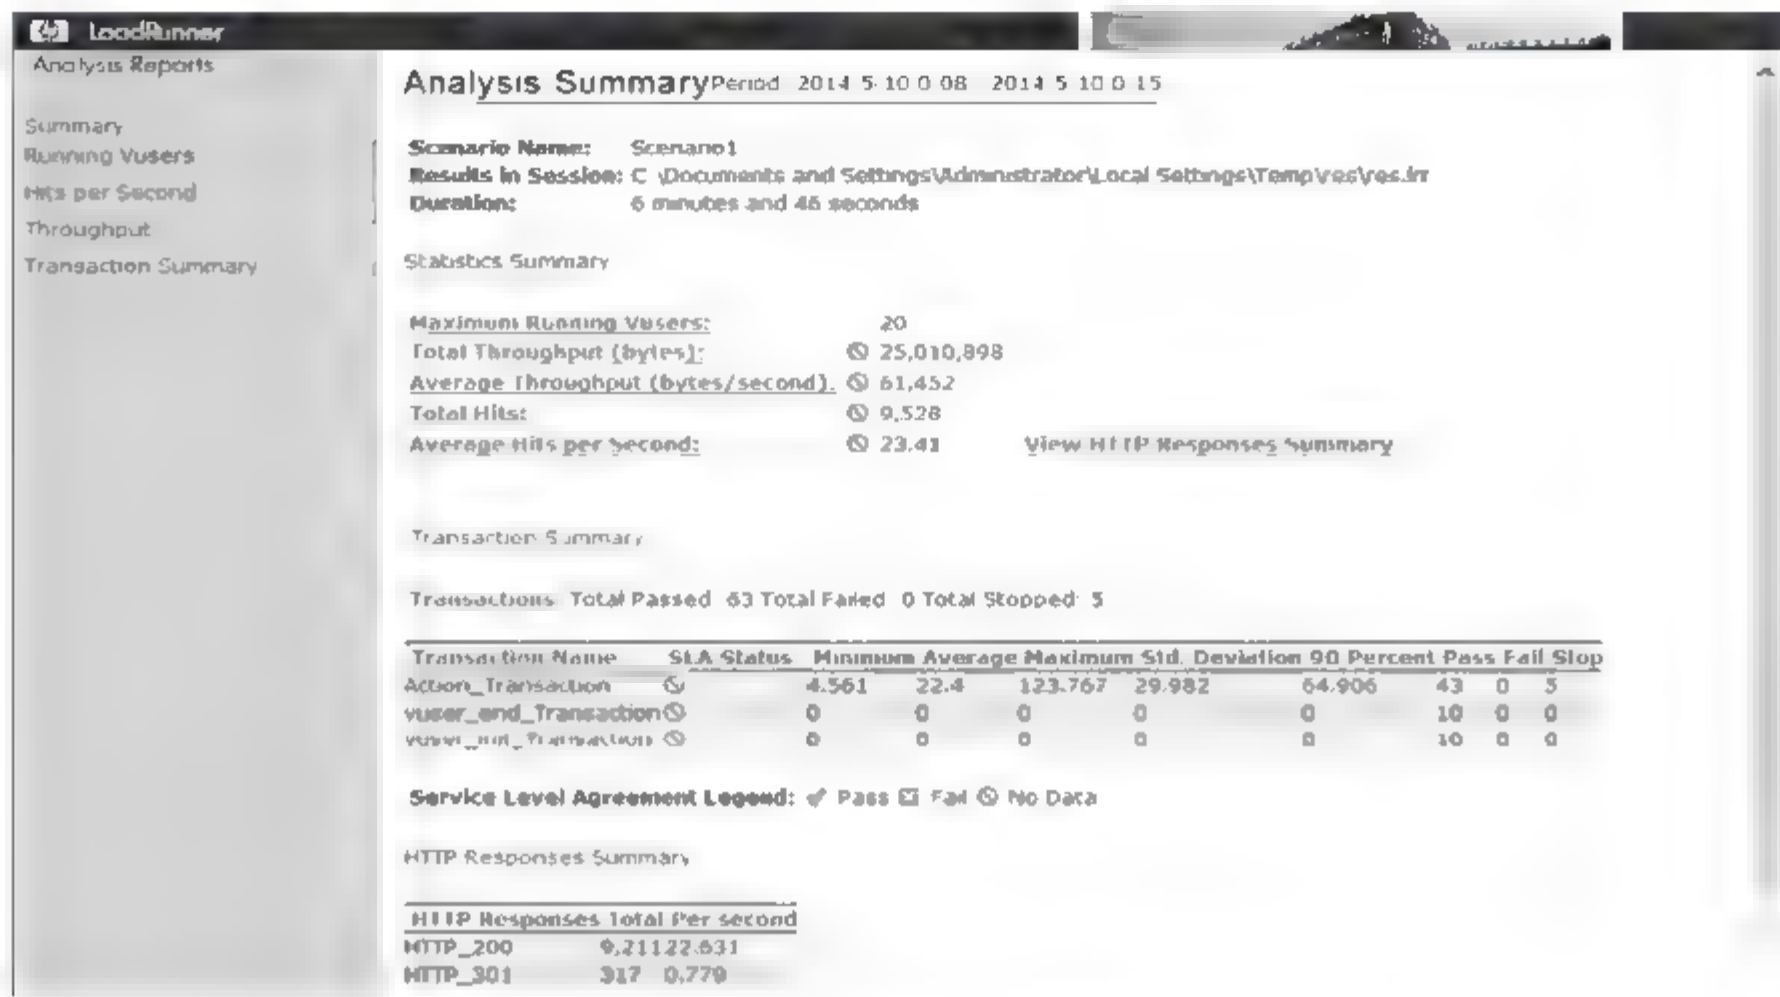 hp LoadRunner
Analysis Reports
Summary
Running Vusers
Hits per Second
Throughput
Transaction Summary
Analysis Summary Period 2014 5 10 0 08 2014 5 10 0 15
Scenario Name: Scenario1
Results in Session: C \Documents and Settings\Administrator\Local Settings\Temp\res\res.lrr
Duration: 6 minutes and 46 seconds
Statistics Summary
Maximum Running Vusers: 20
Total Throughput (bytes): 25,010,898
Average Throughput (bytes/second). 61,452
Total Hits: 9,528
Average Hits per Second: 23.41 View HTTP Responses Summary
Transaction Summary
Transactions Total Passed 63 Total Failed 0 Total Stopped 5
Transaction Name SLA Status Minimum Average Maximum Std. Deviation 90 Percent Pass Fail Stop
Action_Transaction 4.561 22.4 123.767 29.982 64.906 43 0 5
vuser_end_Transaction 0 0 0 0 0 10 0 0
vuser_init_Transaction 0 0 0 0 0 10 0 0
Service Level Agreement Legend: Pass Fail No Data
HTTP Responses Summary
HTTP Responses Total Per second
HTTP_200 9,211 22.631
HTTP_301 317 0.779